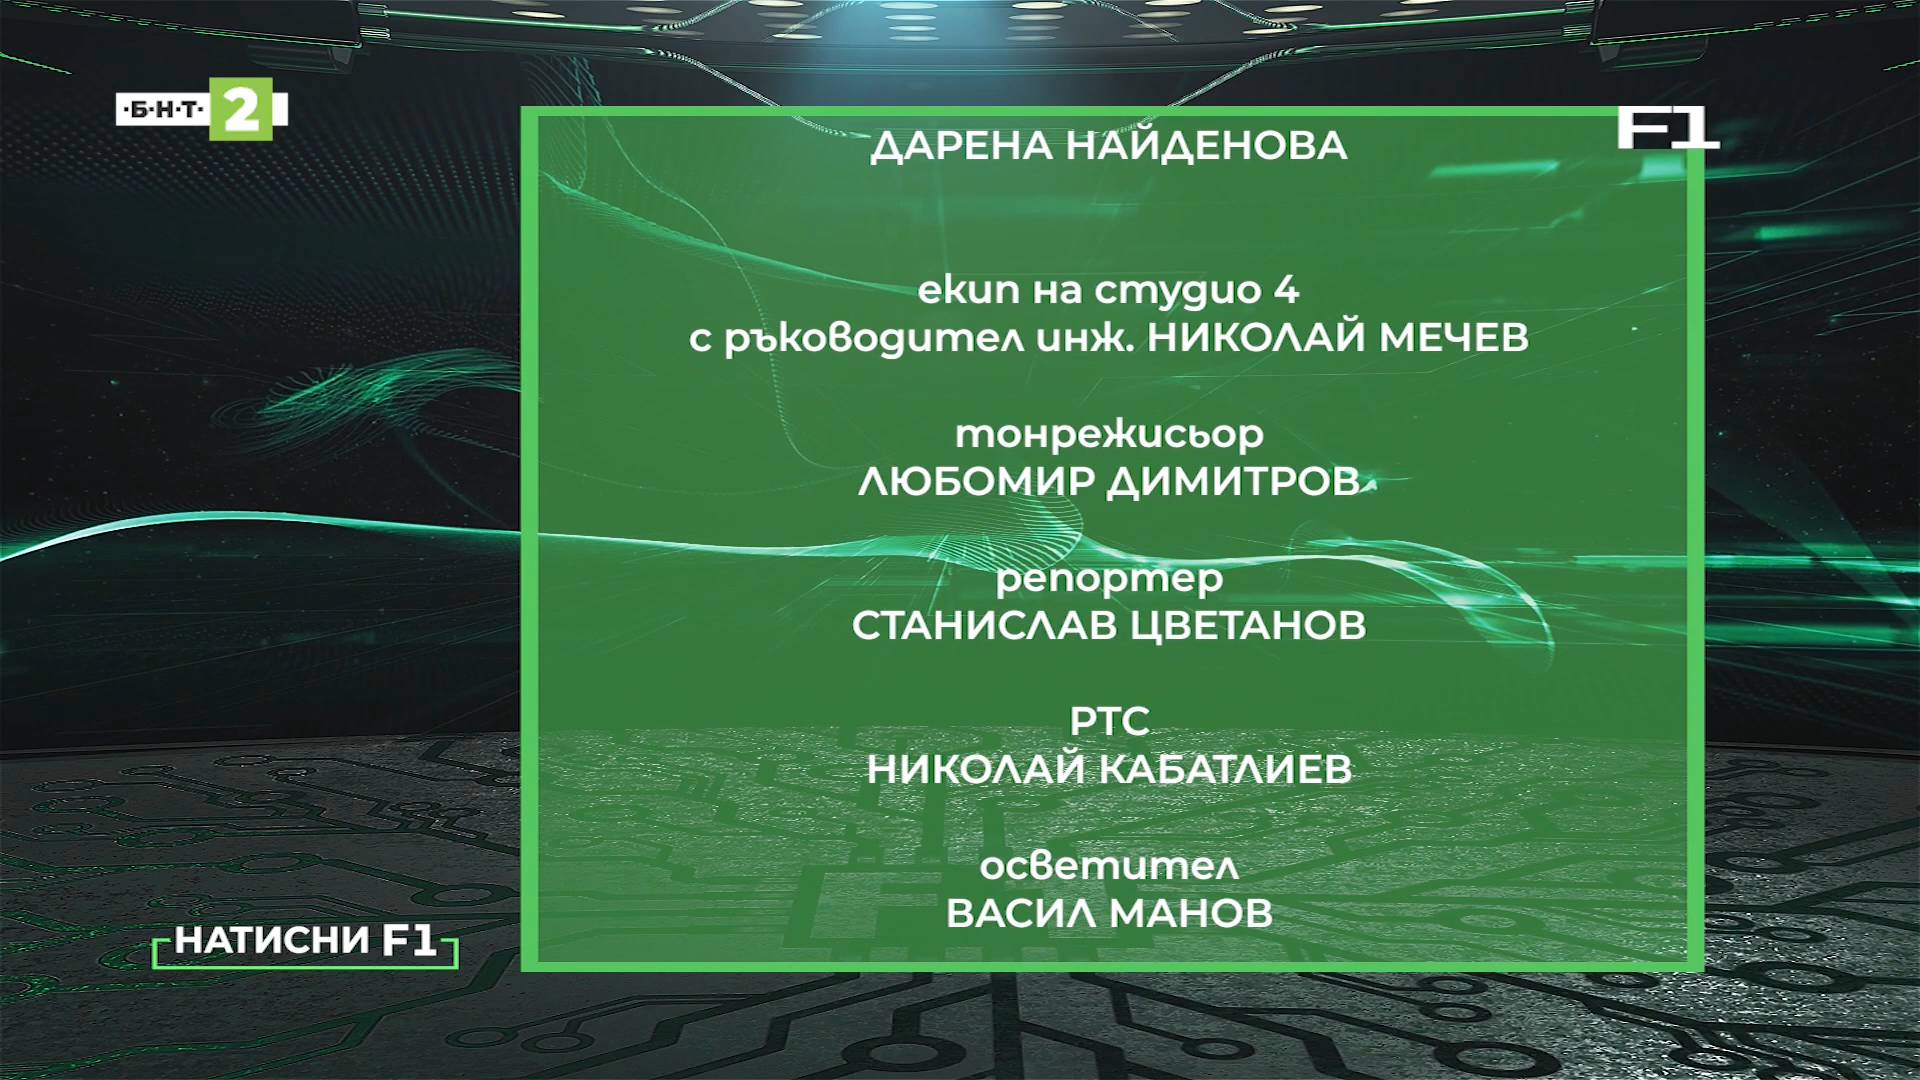 ·Б·Н·Т· 2
F1
ДАРЕНА НАЙДЕНОВА
екип на студио 4
с ръководител инж. НИКОЛАЙ МЕЧЕВ
тонрежисьор
ЛЮБОМИР ДИМИТРОВ
репортер
СТАНИСЛАВ ЦВЕТАНОВ
РТС
НИКОЛАЙ КАБАТЛИЕВ
осветител
ВАСИЛ МАНОВ
НАТИСНИ F1